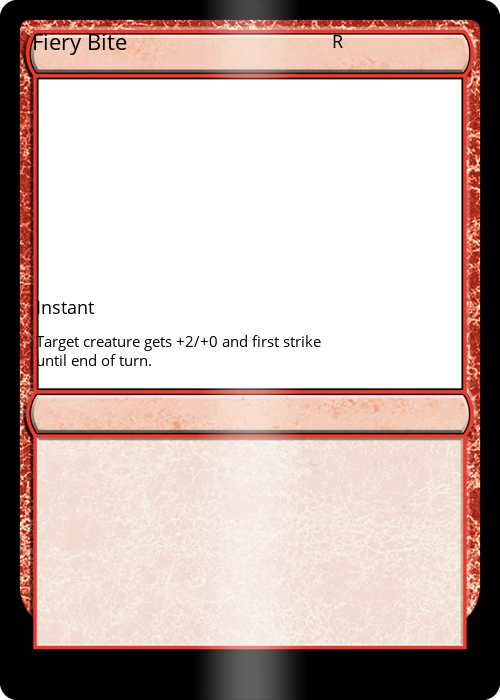 Fiery Bite R
Instant
Target creature gets +2/+0 and first strike
until end of turn.